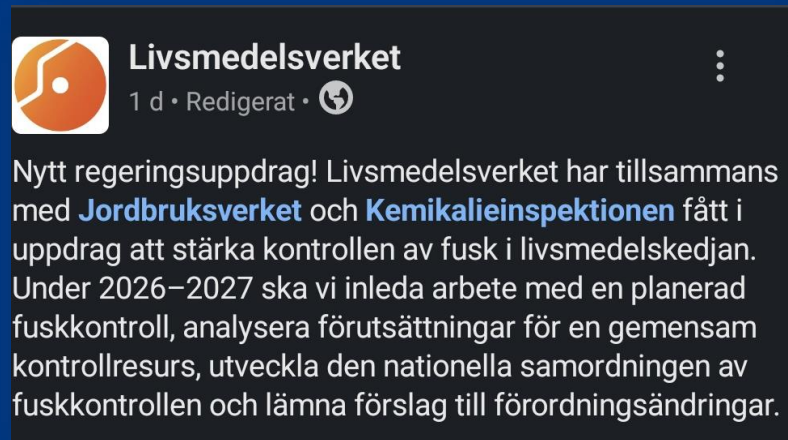 Livsmedelsverket
1 d • Redigerat •
Nytt regeringsuppdrag! Livsmedelsverket har tillsammans
med Jordbruksverket och Kemikalieinspektionen fått i
uppdrag att stärka kontrollen av fusk i livsmedelskedjan.
Under 2026–2027 ska vi inleda arbete med en planerad
fuskkontroll, analysera förutsättningar för en gemensam
kontrollresurs, utveckla den nationella samordningen av
fuskkontrollen och lämna förslag till förordningsändringar.